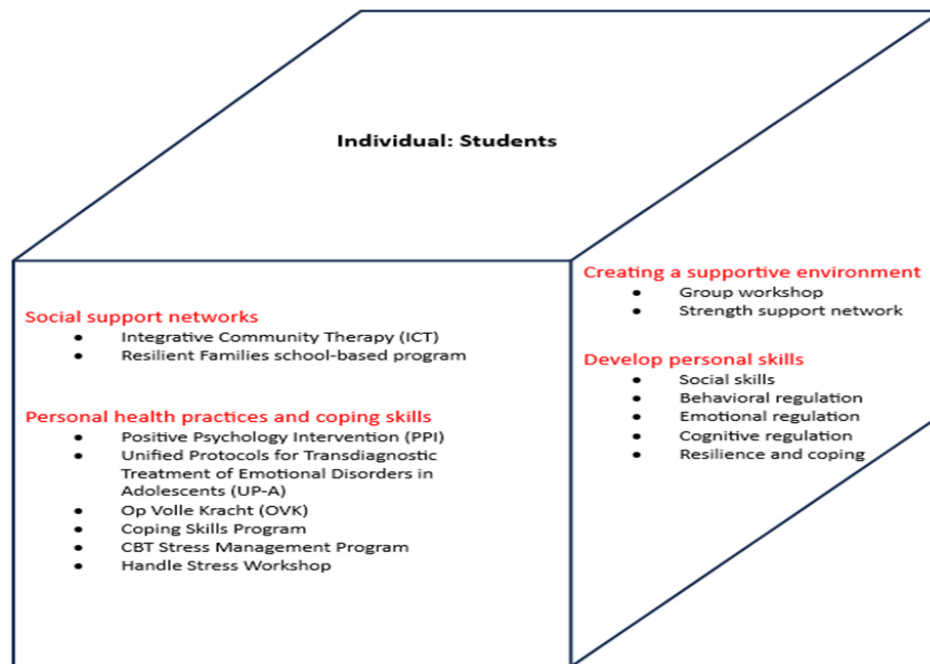 Individual: Students
Social support networks
● Integrative Community Therapy (ICT)
● Resilient Families school-based program
Personal health practices and coping skills
● Positive Psychology Intervention (PPI)
● Unified Protocols for Transdiagnostic
Treatment of Emotional Disorders in
Adolescents (UP-A)
● Op Volle Kracht (OVK)
● Coping Skills Program
● CBT Stress Management Program
● Handle Stress Workshop
Creating a supportive environment
● Group workshop
● Strength support network
Develop personal skills
● Social skills
● Behavioral regulation
● Emotional regulation
● Cognitive regulation
● Resilience and coping